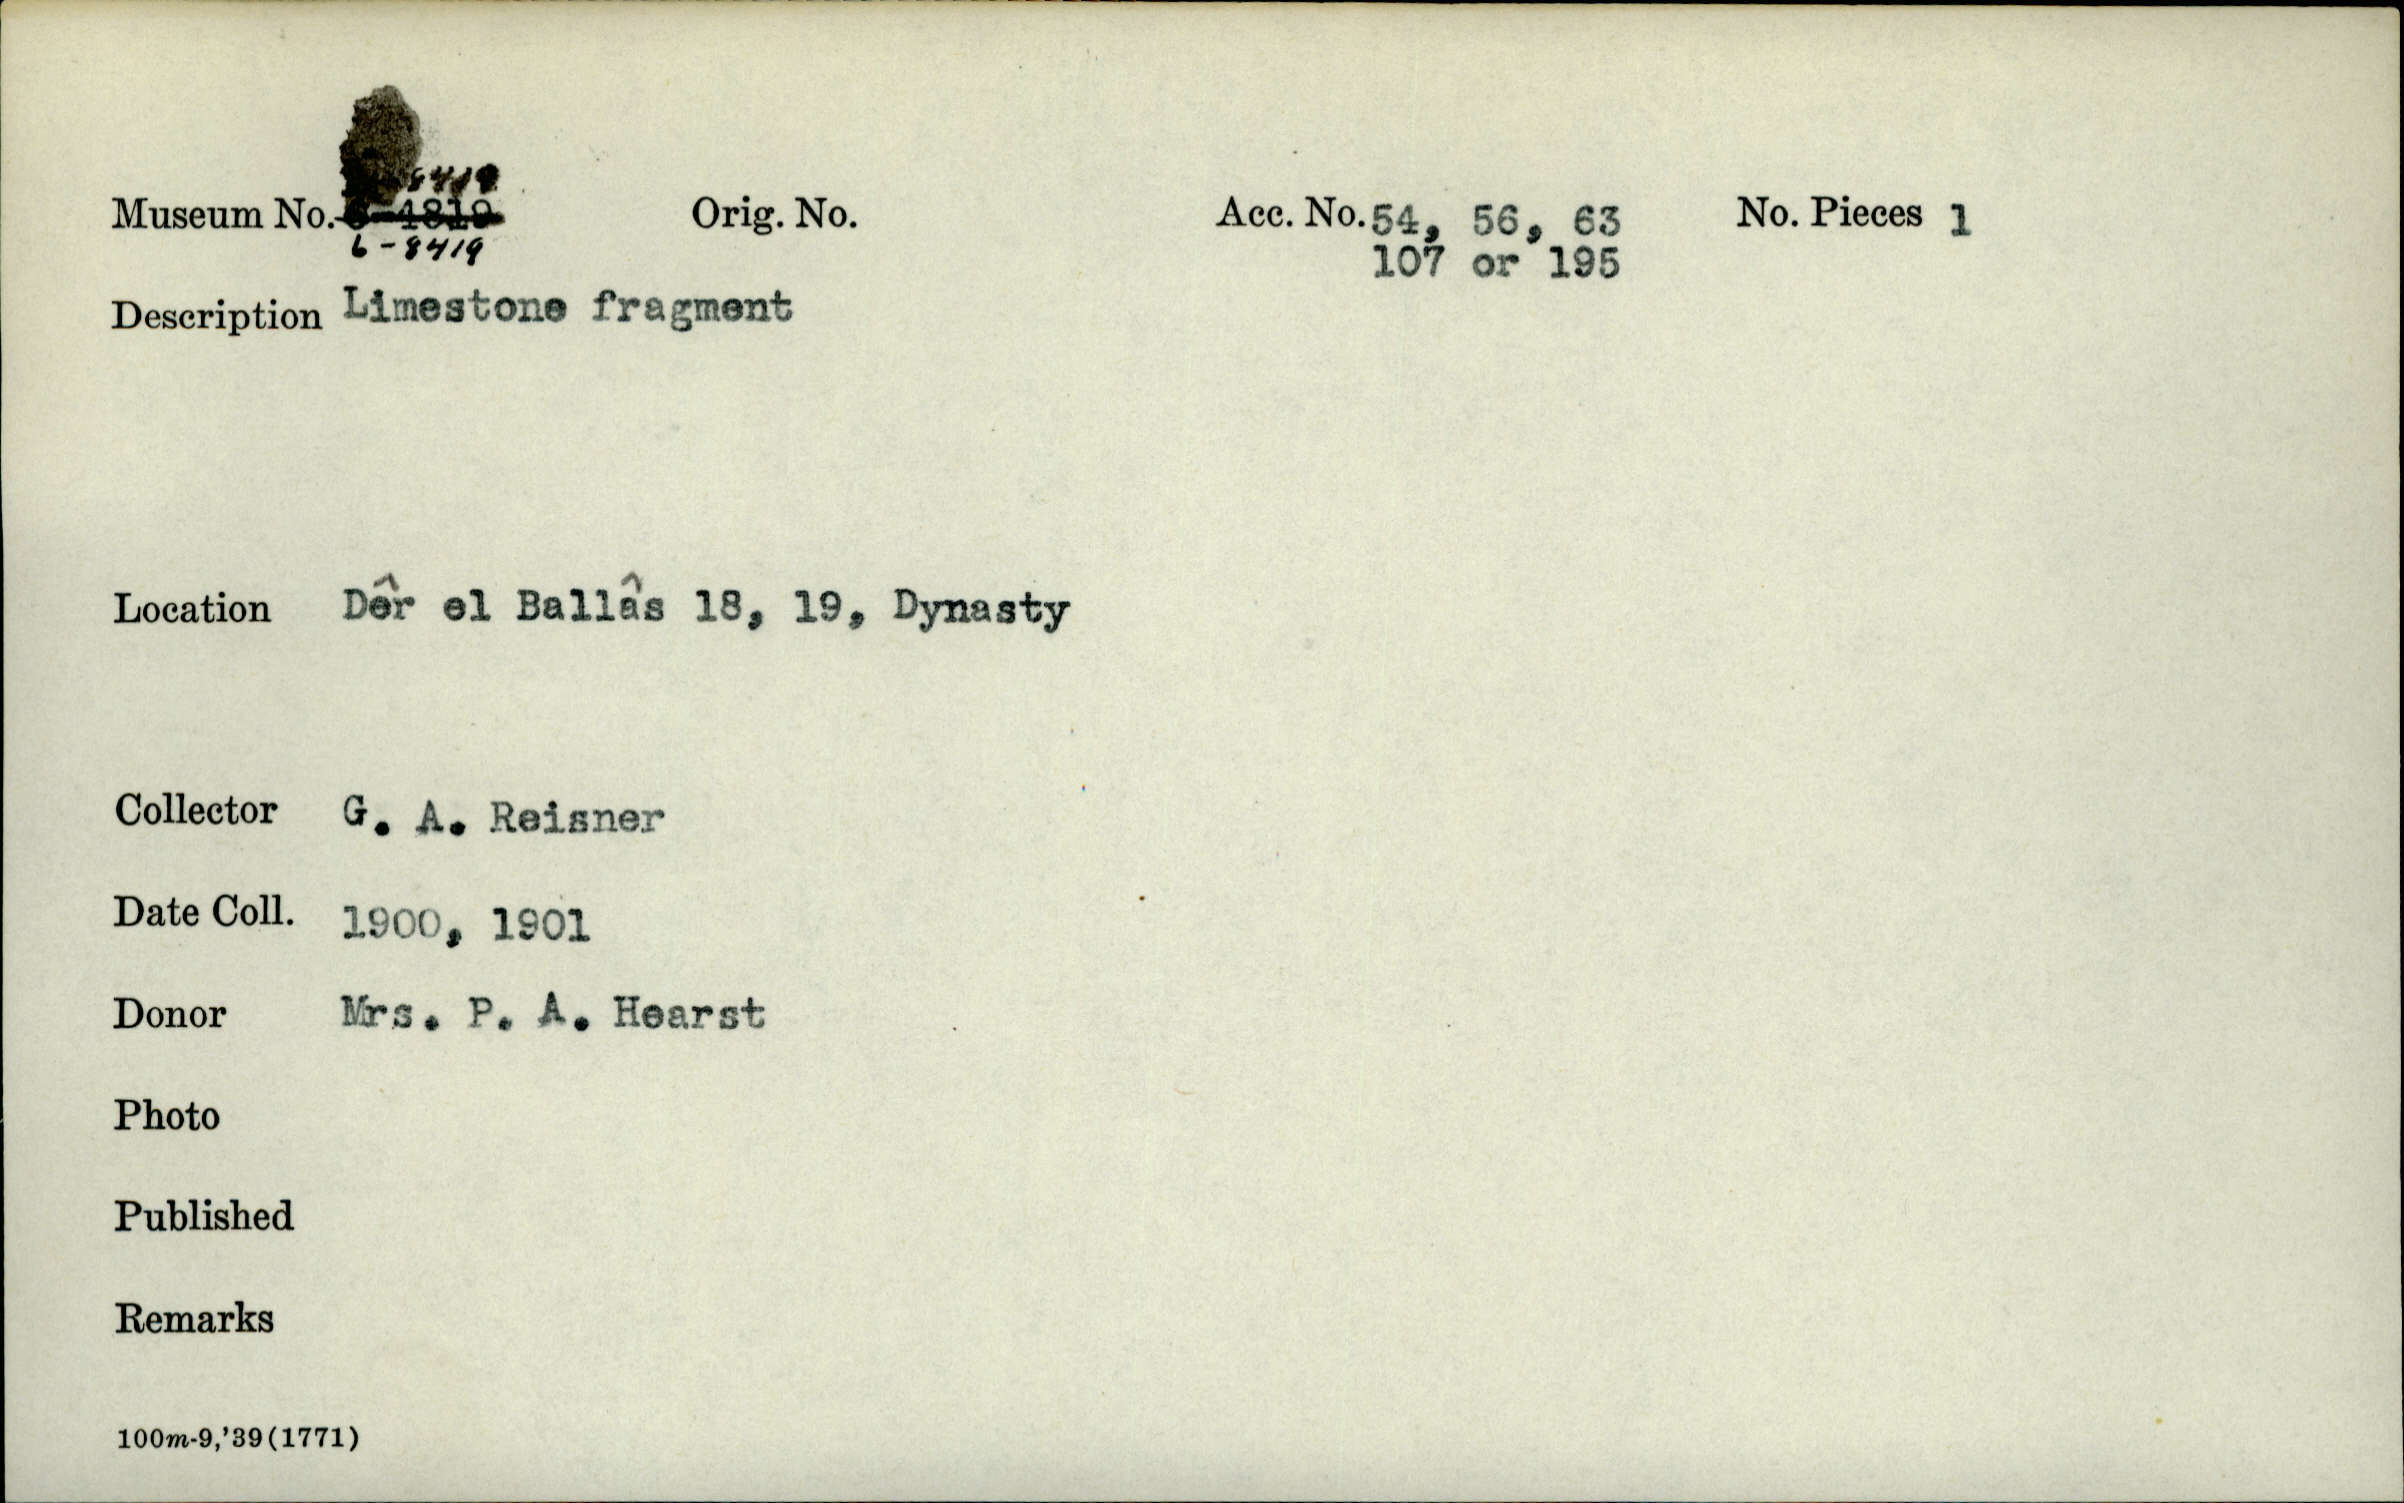 8419
Museum No. 6-4819 Orig. No. Acc. No. 54, 56, 63 No. Pieces 1
6-8419 107 or 195
Description Limestone fragment
Location Dêr el Ballâs 18, 19, Dynasty
Collector G. A. Reisner
Date Coll. 1900, 1901
Donor Mrs. P. A. Hearst
Photo
Published
Remarks
100m-9,'39(1771)